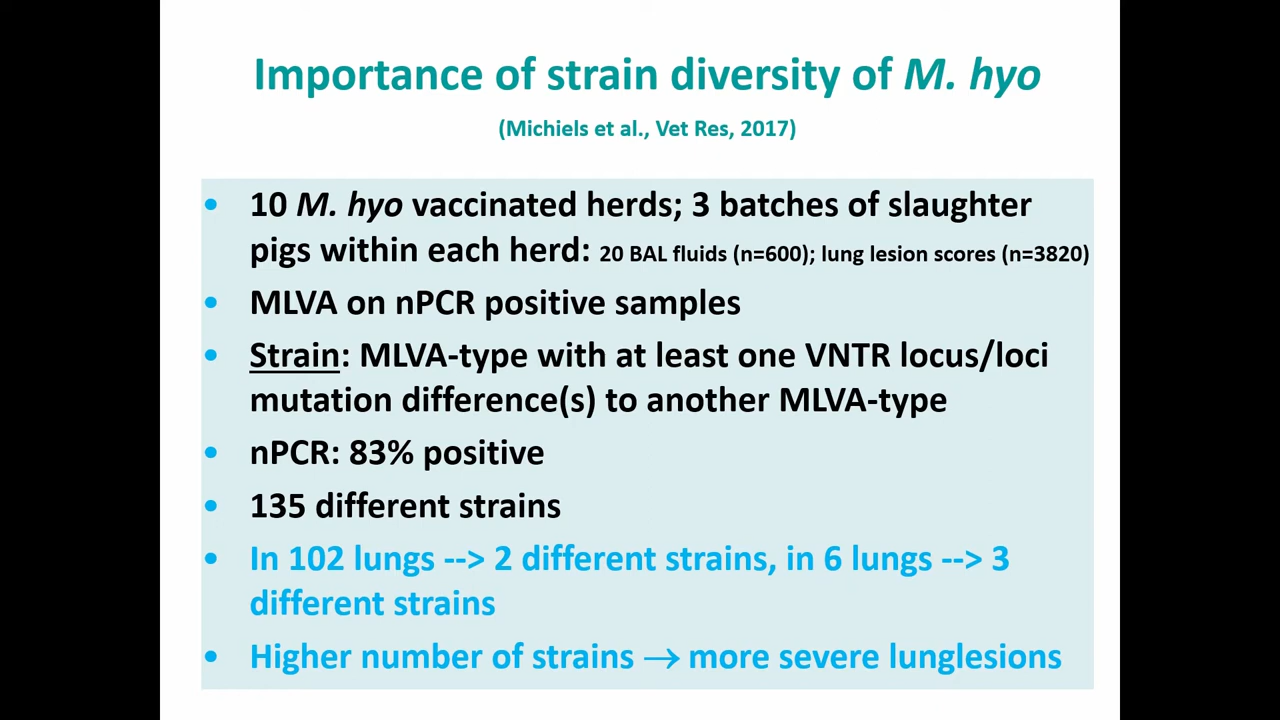 Importance of strain diversity of M. hyo
(Michiels et al., Vet Res, 2017)
• 10 M. hyo vaccinated herds; 3 batches of slaughter
pigs within each herd: 20 BAL fluids (n=600); lung lesion scores (n=3820)
• MLVA on nPCR positive samples
• Strain: MLVA-type with at least one VNTR locus/loci
mutation difference(s) to another MLVA-type
• nPCR: 83% positive
• 135 different strains
• In 102 lungs --> 2 different strains, in 6 lungs --> 3
different strains
• Higher number of strains → more severe lunglesions